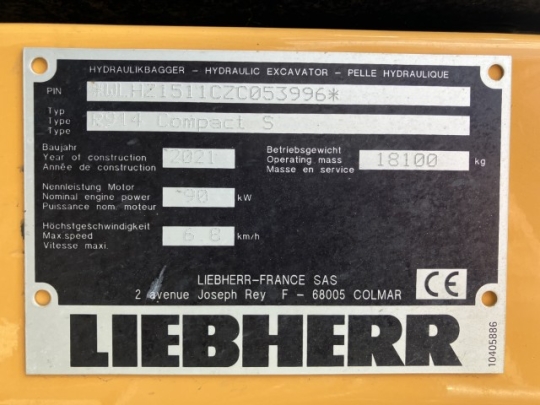 HYDRAULIKBAGGER - HYDRAULIC EXCAVATOR - PELLE HYDRAULIQUE
PIN *WLHZ1511CZC053996*
Typ
Type R914 Compact S
Type
Baujahr
Year of construction 2021
Année de construction
Betriebsgewicht
Operating mass 18100 kg
Masse en service
Nennleistung Motor
Nominal engine power 90 kW
Puissance nom. moteur
Höchstgeschwindigkeit
Max.speed 6.8 km/h
Vitesse maxi.
LIEBHERR-FRANCE SAS
2 avenue Joseph Rey F - 68005 COLMAR
CE
LIEBHERR
10405886